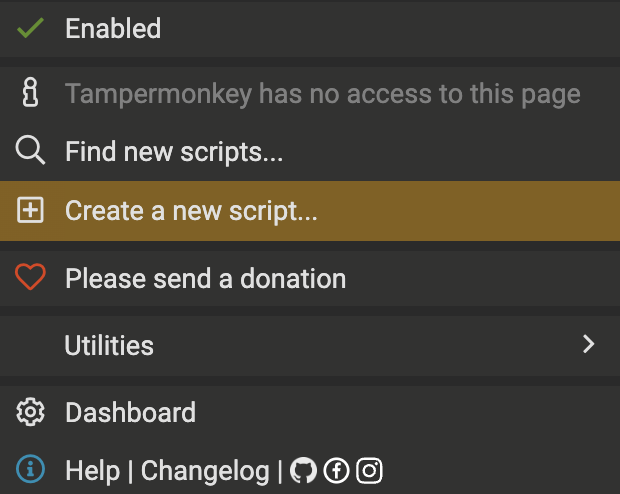 Enabled
Tampermonkey has no access to this page
Find new scripts...
Create a new script...
Please send a donation
Utilities
Dashboard
Help | Changelog |